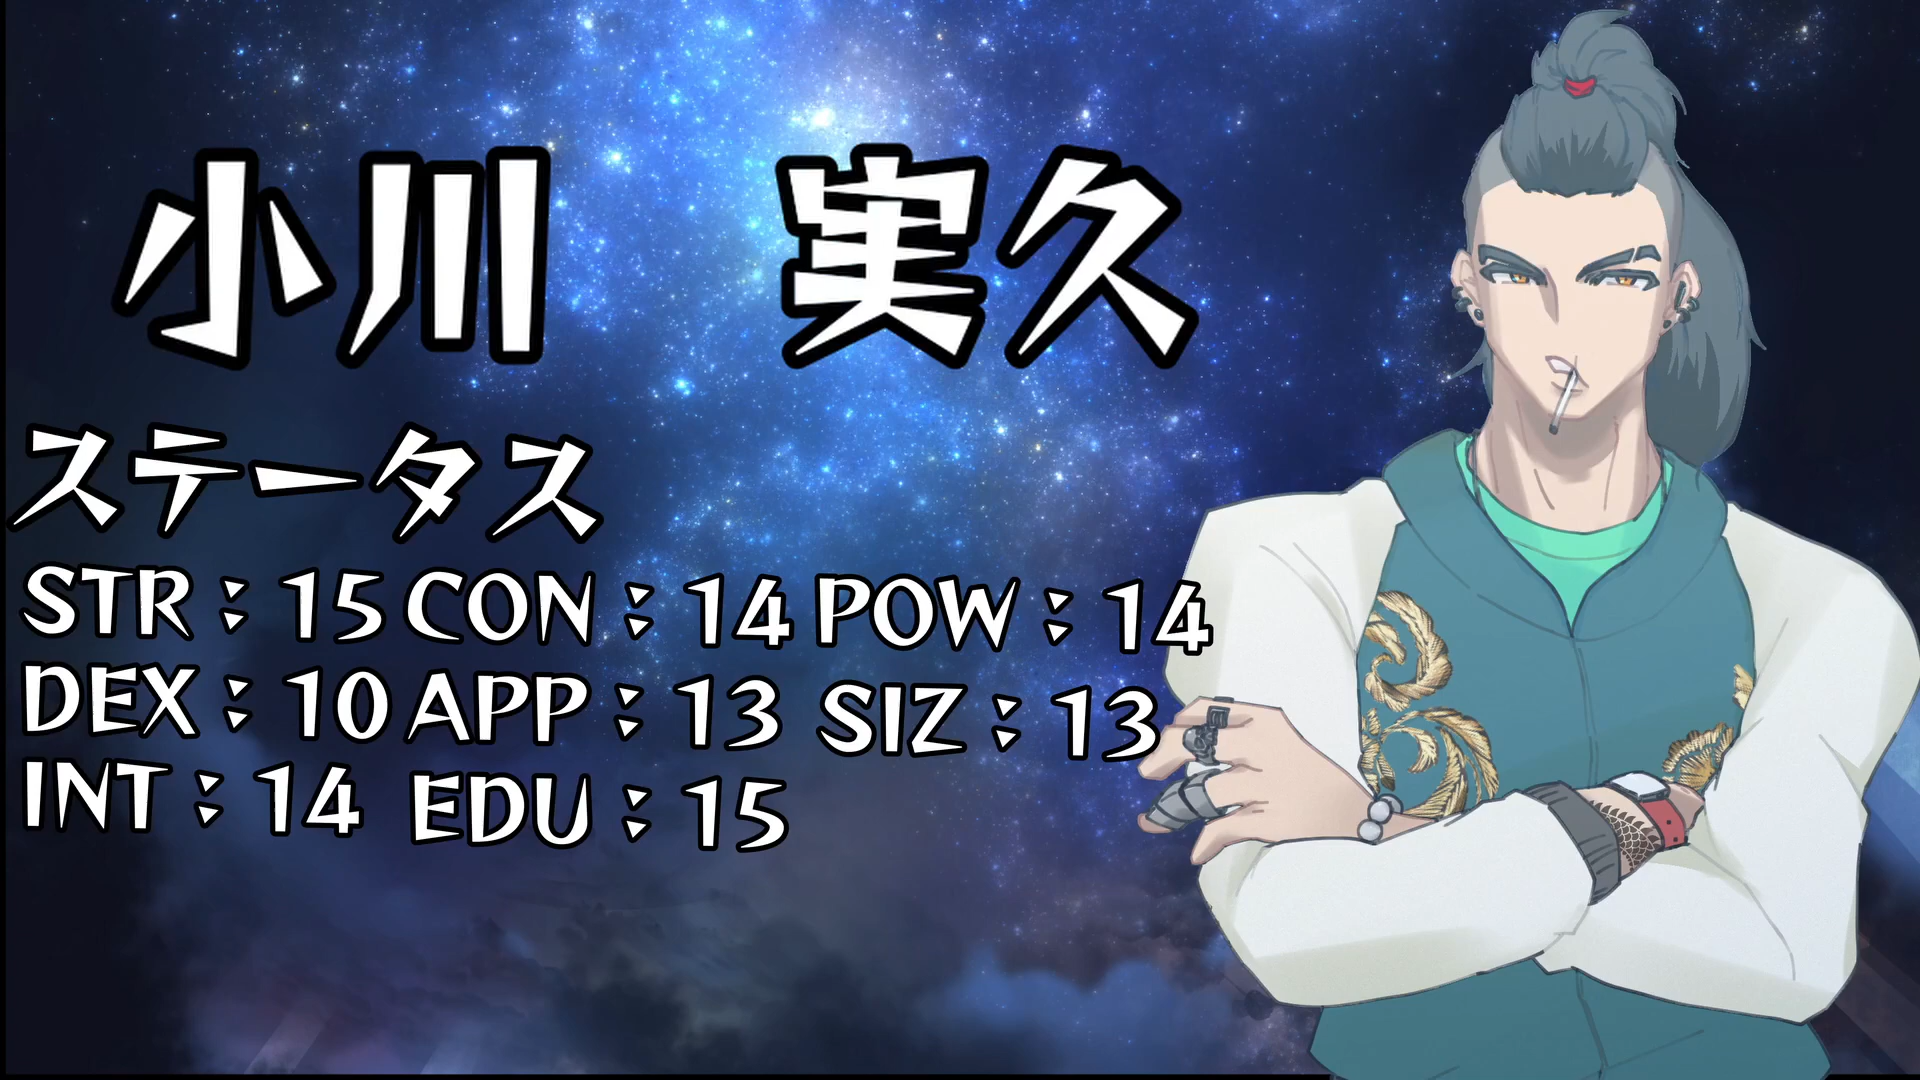 小川　実久
ステータス
STR：15 CON：14 POW：14
DEX：10 APP：13 SIZ：13
INT：14 EDU：15